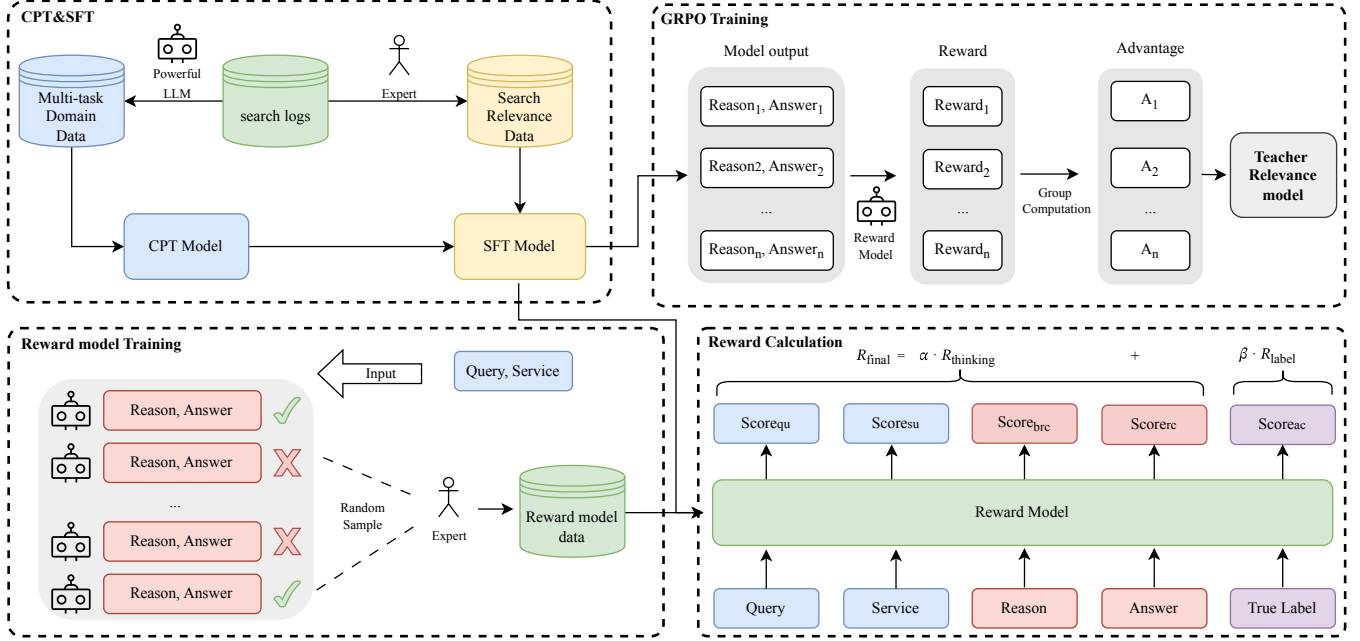 CPT&SFT
Powerful
LLM
Expert
Multi-task
Domain
Data
search logs
Search
Relevance
Data
CPT Model
SFT Model
GRPO Training
Model output
Reward
Advantage
Reason1, Answer1
Reward1
A1
Reason2, Answer2
Reward2
A2
...
...
...
Reasonn, Answern
Rewardn
An
Reward
Model
Group
Computation
Teacher
Relevance
model
Reward model Training
Input
Query, Service
Reason, Answer
Reason, Answer
...
Reason, Answer
Reason, Answer
Random
Sample
Expert
Reward model
data
Reward Calculation
Rfinal = α · Rthinking + β · Rlabel
Scorequ
Scoresu
Scorebrc
Scorerc
Scoreac
Reward Model
Query
Service
Reason
Answer
True Label